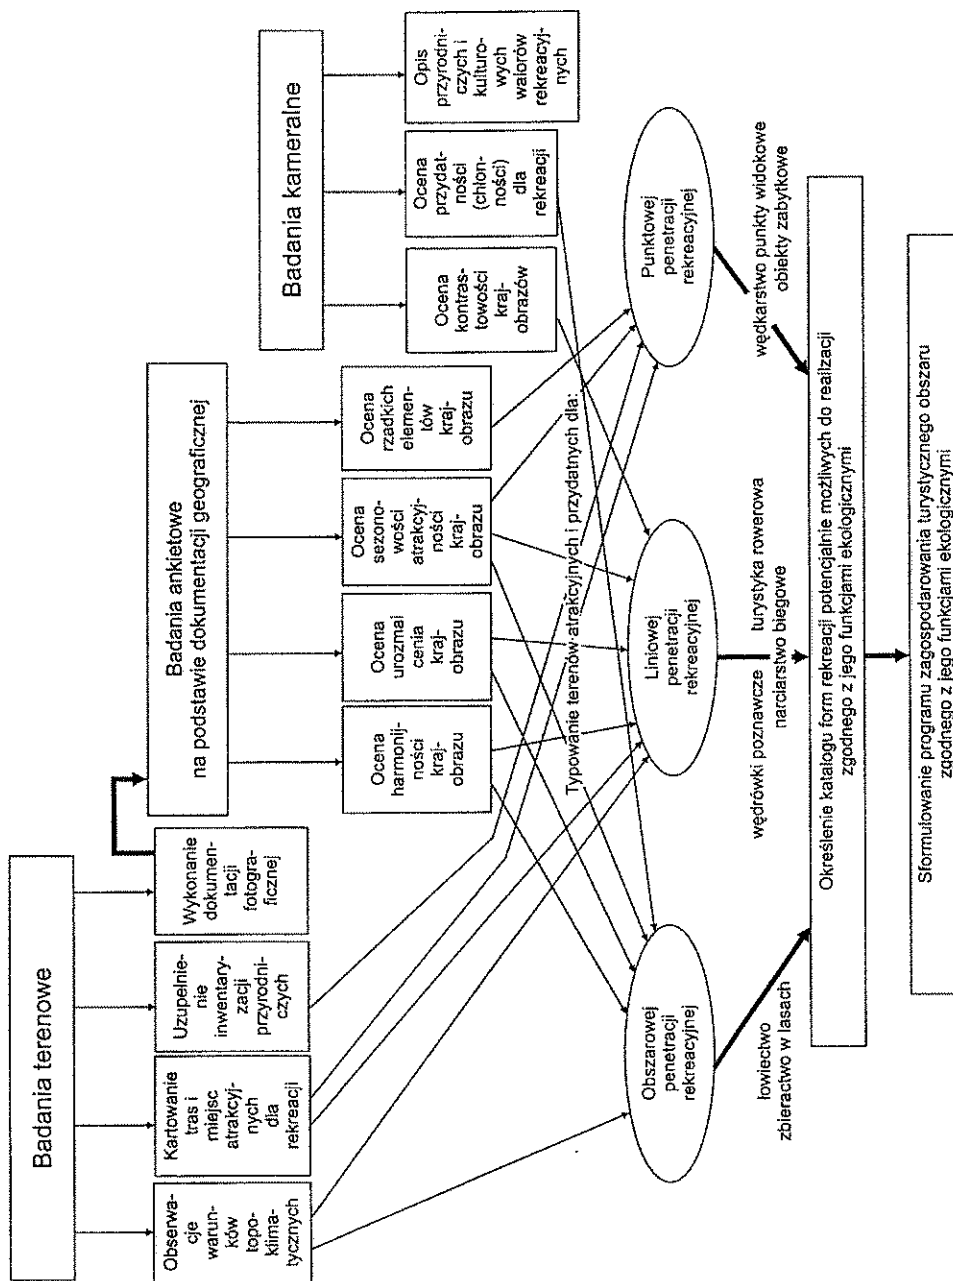 Badania terenowe
Obserwa-
cje
warun-
ków
topo-
klima-
tycznych
Kartowanie
tras i
miejsc
atrakcyj-
nych
dla
rekreacji
Uzupełnie-
nie
inwentary-
zacji
przyrodni-
czych
Wykonanie
dokumen-
tacji
fotogra-
ficznej
Badania ankietowe
na podstawie dokumentacji geograficznej
Ocena
harmonij-
ności
kraj-
obrazu
Ocena
urozmai
cenia
kraj-
obrazu
Ocena
sezono-
wości
atrakcyj-
ności
kraj-
obrazu
Ocena
rzadkich
elemen-
tów
kraj-
obrazu
Badania kameralne
Ocena
kontras-
towości
kraj-
obrazów
Ocena
przydat-
ności
(chłon-
ności)
dla
rekreacji
Opis
przyrodni-
czych i
kulturo-
wych
walorów
rekreacyj-
nych
Typowanie terenów atrakcyjnych i przydatnych dla:
Obszarowej
penetracji
rekreacyjnej
Liniowej
penetracji
rekreacyjnej
Punktowej
penetracji
rekreacyjnej
łowiectwo
zbieractwo w lasach
wędrówki poznawcze turystyka rowerowa
narciarstwo biegowe
wędkarstwo punkty widokowe
obiekty zabytkowe
Określenie katalogu form rekreacji potencjalnie możliwych do realizacji
zgodnego z jego funkcjami ekologicznymi
Sformułowanie programu zagospodarowania turystycznego obszaru
zgodnego z jego funkcjami ekologicznymi